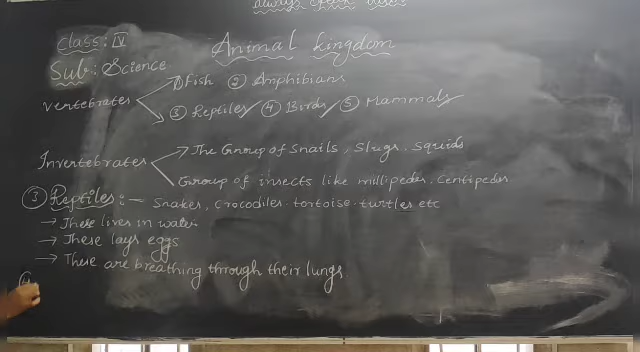 always
Class: IV
Animal kingdom
Sub: Science
Vertebrates
① Fish ② Amphibians
③ Reptiles ④ Birds ⑤ Mammals
Invertebrates
The Group of Snails, Slugs, Squids
Group of insects like millipedes, Centipedes
③ Reptiles:- Snakes, Crocodiles. tortoise. turtles etc
→ These lives in water
→ These lays eggs
→ These are breathing through their lungs.
④